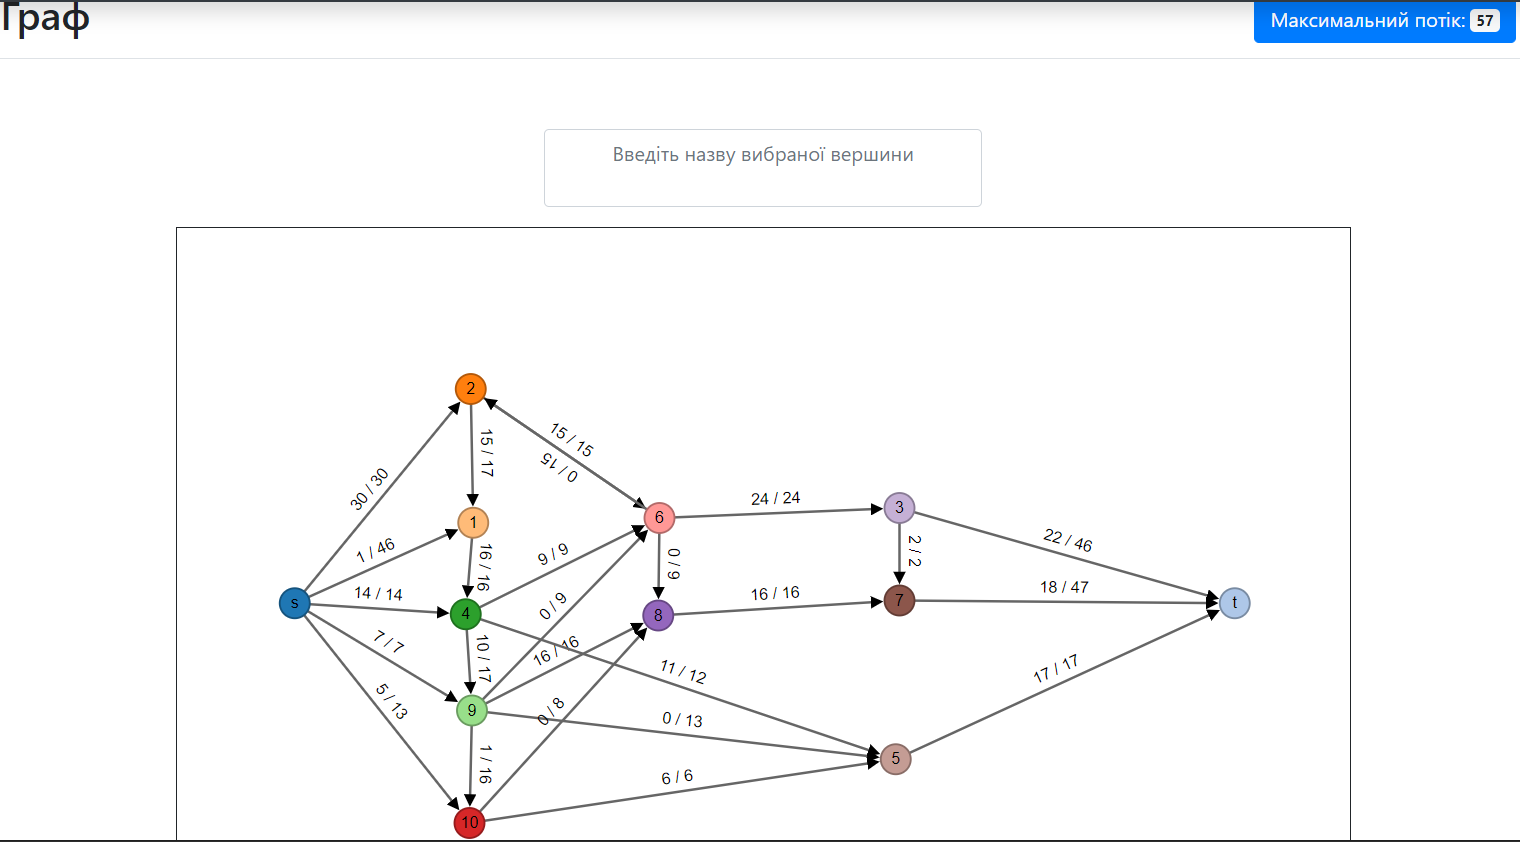 Граф
Максимальний потік: 57
Введіть назву вибраної вершини
2
15 / 15
0 / 15
15 / 17
30 / 30
24 / 24
3
6
1
1 / 46
16 / 16
9 / 9
0 / 9
2 / 2
22 / 46
s
14 / 14
4
0 / 9
8
16 / 16
7
18 / 47
t
7 / 7
10 / 17
16 / 16
11 / 12
17 / 17
5 / 13
9
0 / 8
0 / 13
5
1 / 16
6 / 6
10